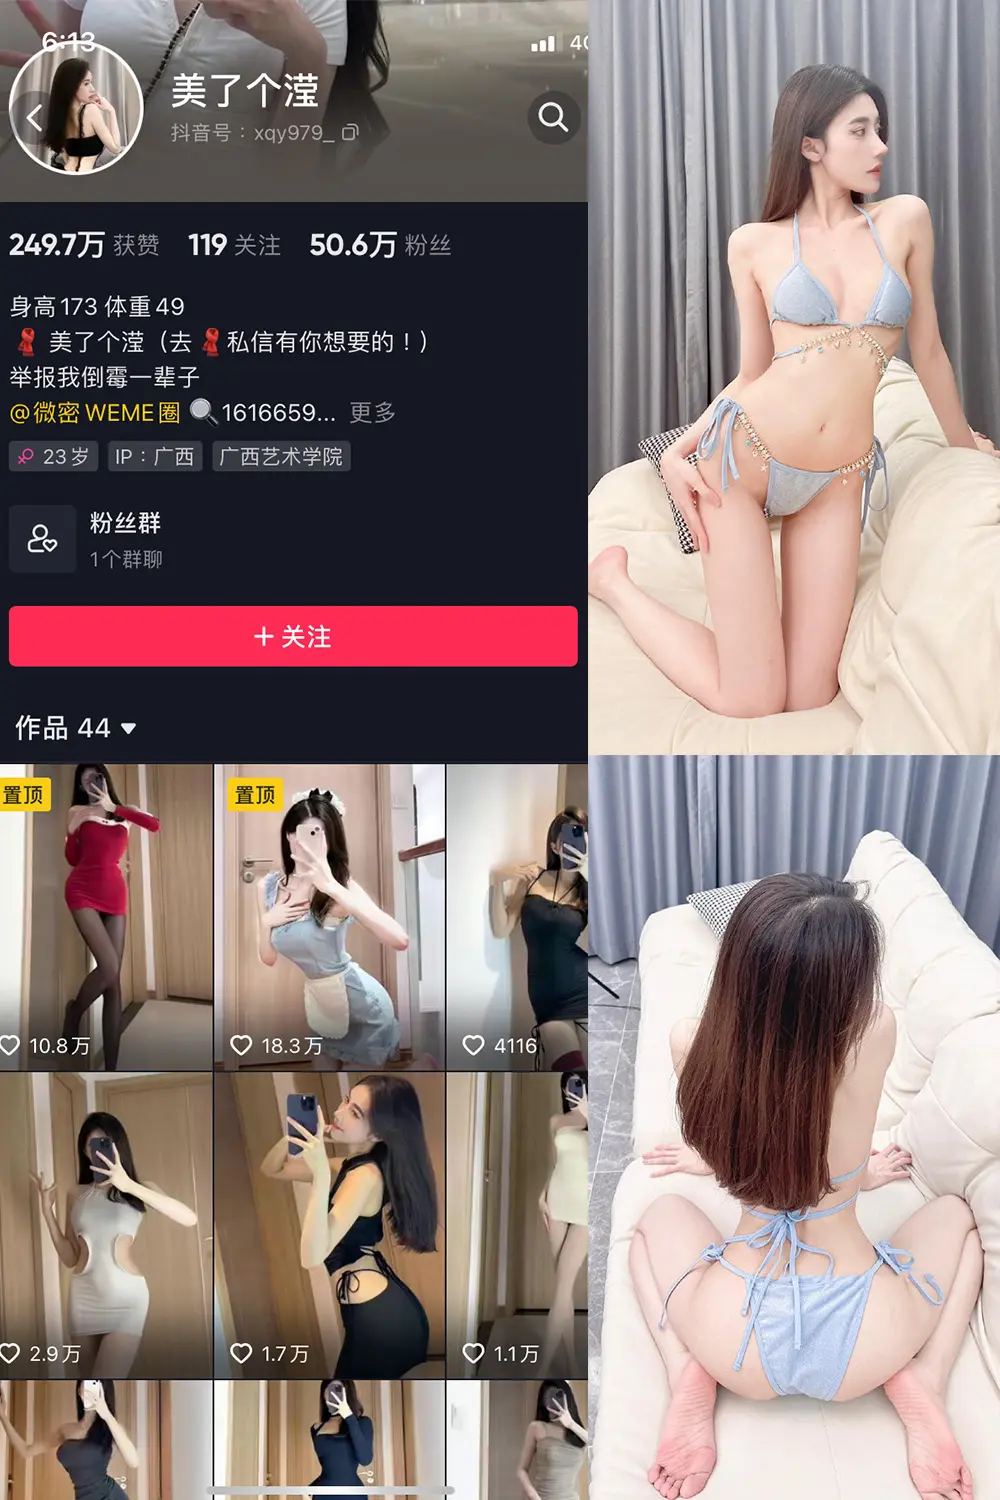 6:13
4G
美了个滢
抖音号：xqy979_
249.7万 获赞 119 关注 50.6万 粉丝
身高173 体重49
美了个滢（去 私信有你想要的！）
举报我倒霉一辈子
@微密 WEME圈 1616659... 更多
23岁 IP：广西 广西艺术学院
粉丝群
1个群聊
+ 关注
作品 44
置顶 置顶
10.8万 18.3万 4116
2.9万 1.7万 1.1万